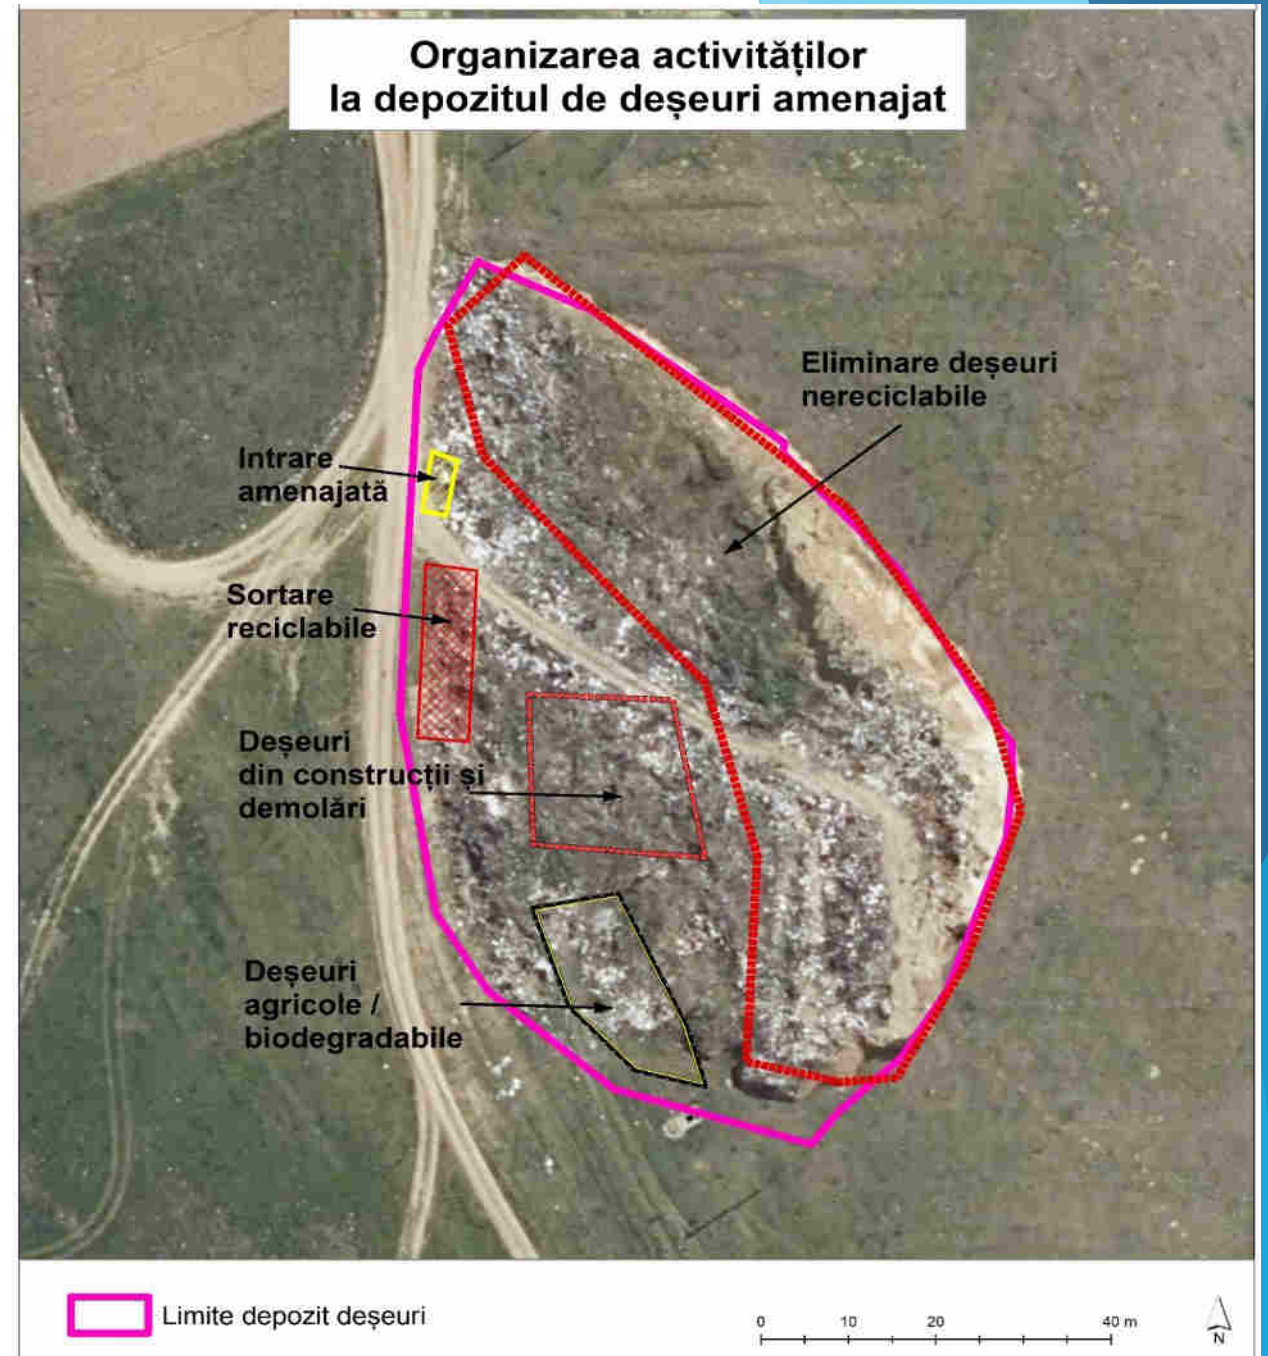 Organizarea activităților
la depozitul de deșeuri amenajat
Eliminare deșeuri
nereciclabile
Intrare
amenajată
Sortare
reciclabile
Deșeuri
din construcții și
demolări
Deșeuri
agricole /
biodegradabile
Limite depozit deșeuri
0 10 20 40 m
N